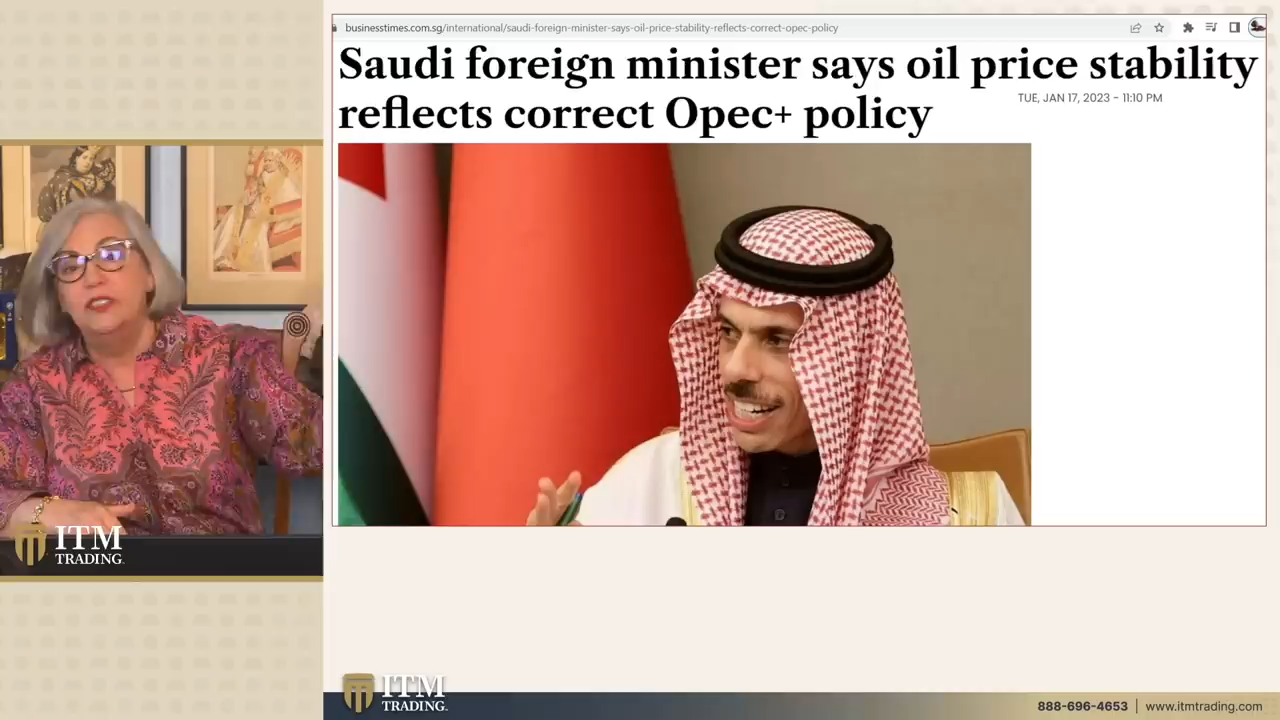 businesstimes.com.sg/international/saudi-foreign-minister-says-oil-price-stability-reflects-correct-opec-policy
Saudi foreign minister says oil price stability
reflects correct Opec+ policy
TUE, JAN 17, 2023 - 11:10 PM
ITM
TRADING.
ITM
TRADING.
888-696-4653 | www.itmtrading.com